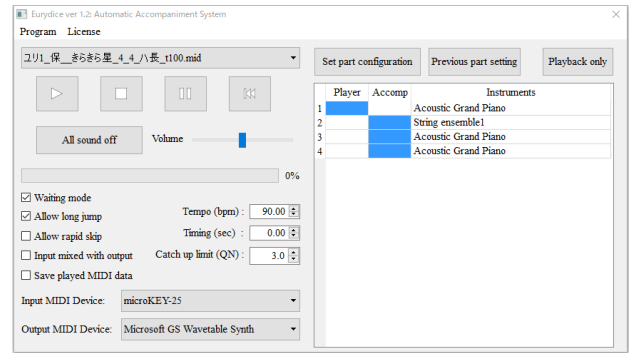 Eurydice ver 1.2: Automatic Accompaniment System
Program License
ユリ1_保__きらきら星_4_4_ハ長_t100.mid
Set part configuration Previous part setting Playback only
Player Accomp Instruments
1 Acoustic Grand Piano
2 String ensemble1
3 Acoustic Grand Piano
4 Acoustic Grand Piano
All sound off Volume
0%
Waiting mode
Allow long jump Tempo (bpm) : 90.00
Allow rapid skip Timing (sec) : 0.00
Input mixed with output Catch up limit (QN) : 3.0
Save played MIDI data
Input MIDI Device: microKEY-25
Output MIDI Device: Microsoft GS Wavetable Synth